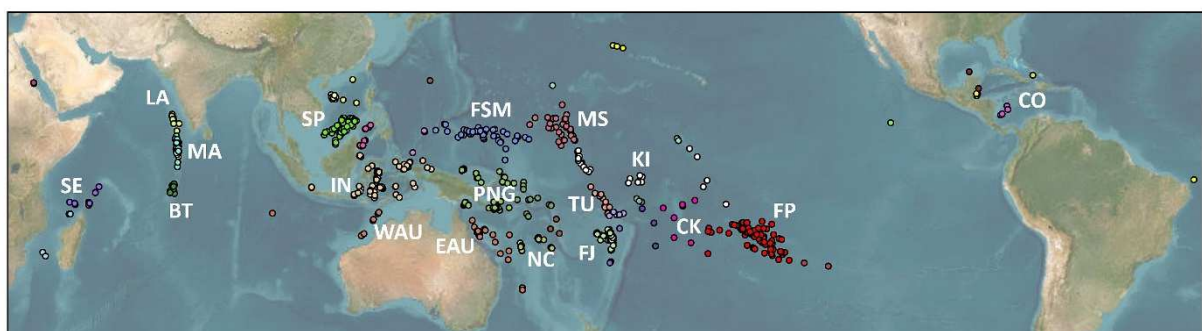 LA
MA
SE
BT
SP
IN
WAU
FSM
PNG
EAU
NC
MS
TU
FJ
KI
CK
FP
CO